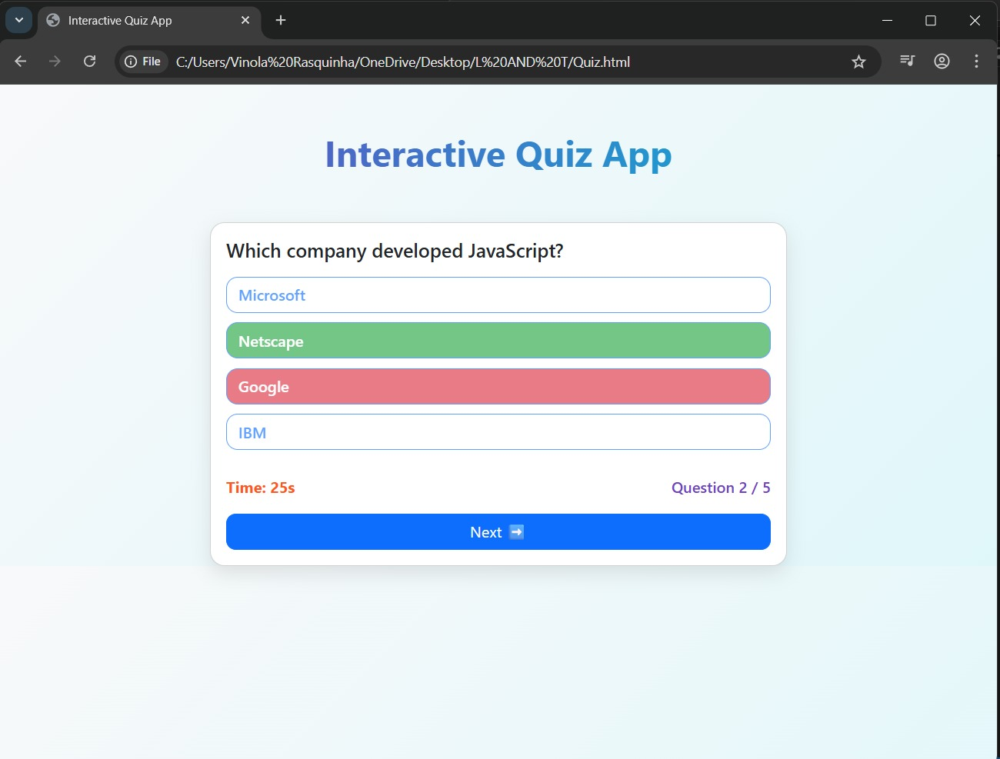 Interactive Quiz App
File C:/Users/Vinola%20Rasquinha/OneDrive/Desktop/L%20AND%20T/Quiz.html
Interactive Quiz App
Which company developed JavaScript?
Microsoft
Netscape
Google
IBM
Time: 25s Question 2 / 5
Next ➡️